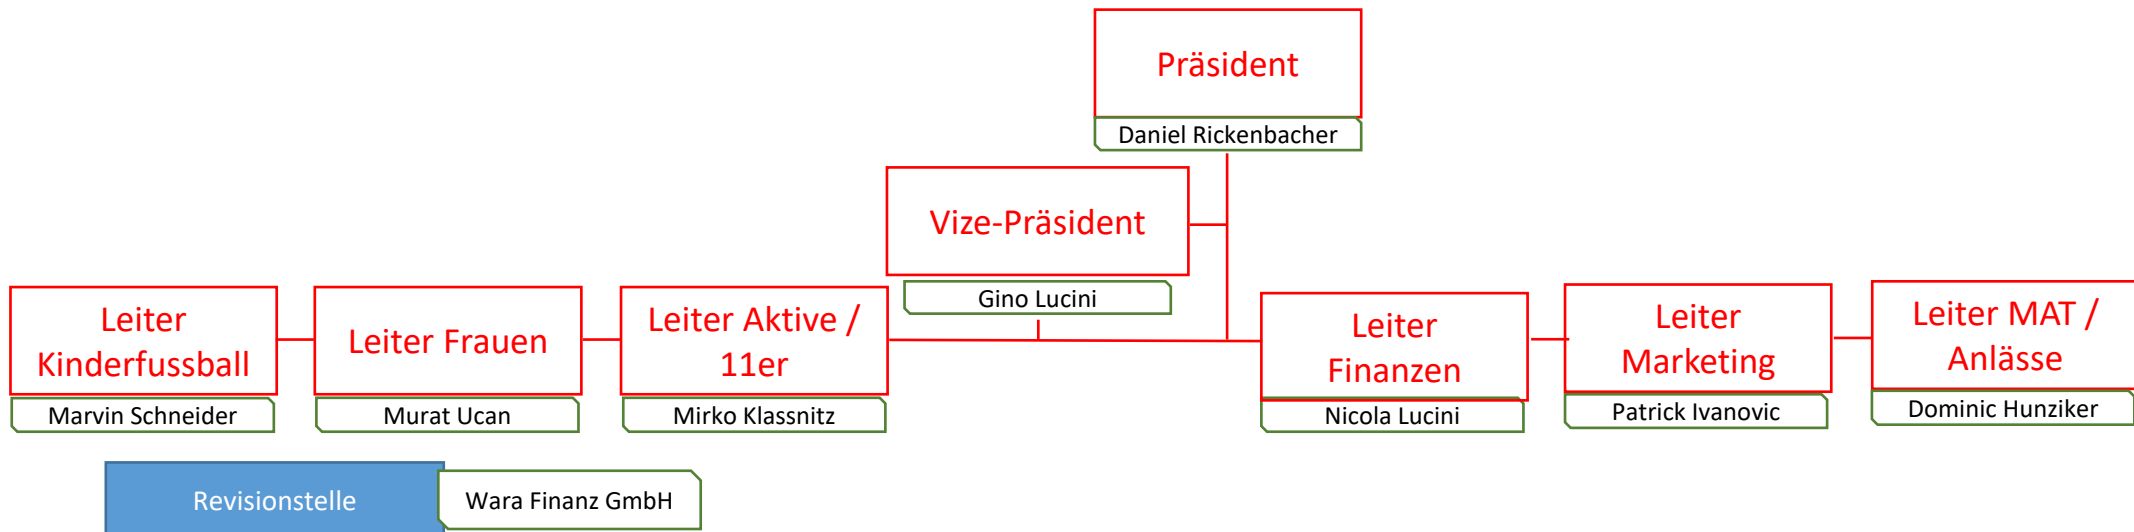 Präsident
Daniel Rickenbacher
Vize-Präsident
Gino Lucini
Leiter
Kinderfussball
Marvin Schneider
Leiter Frauen
Murat Ucan
Leiter Aktive /
11er
Mirko Klassnitz
Leiter
Finanzen
Nicola Lucini
Leiter
Marketing
Patrick Ivanovic
Leiter MAT /
Anlässe
Dominic Hunziker
Revisionstelle
Wara Finanz GmbH